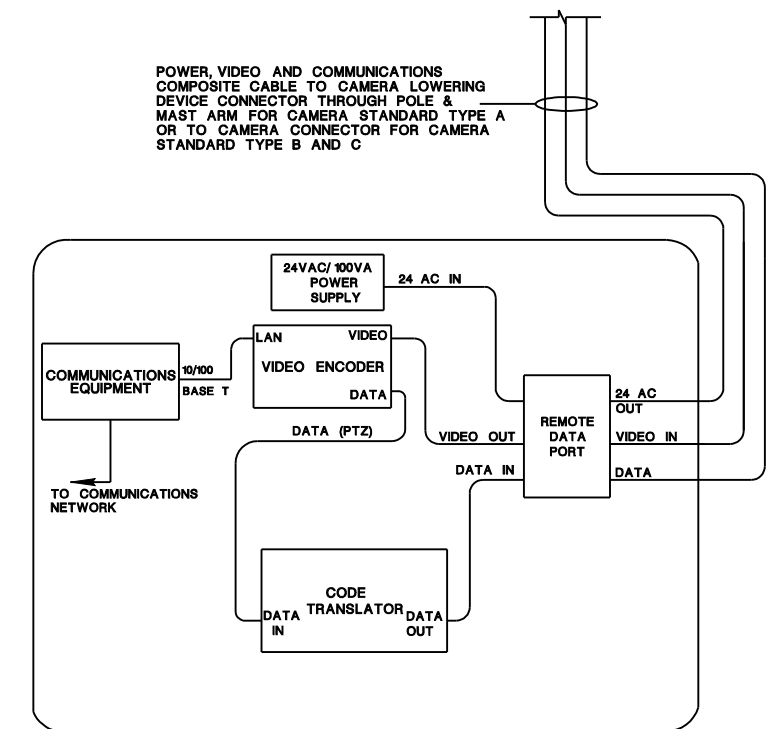 POWER, VIDEO AND COMMUNICATIONS
COMPOSITE CABLE TO CAMERA LOWERING
DEVICE CONNECTOR THROUGH POLE &
MAST ARM FOR CAMERA STANDARD TYPE A
OR TO CAMERA CONNECTOR FOR CAMERA
STANDARD TYPE B AND C
24VAC/ 100VA
POWER
SUPPLY
24 AC IN
LAN
VIDEO
VIDEO ENCODER
DATA
COMMUNICATIONS
EQUIPMENT
10/100
BASE T
DATA (PTZ)
VIDEO OUT
DATA IN
REMOTE
DATA
PORT
24 AC
OUT
VIDEO IN
DATA
TO COMMUNICATIONS
NETWORK
CODE
TRANSLATOR
DATA
IN
DATA
OUT